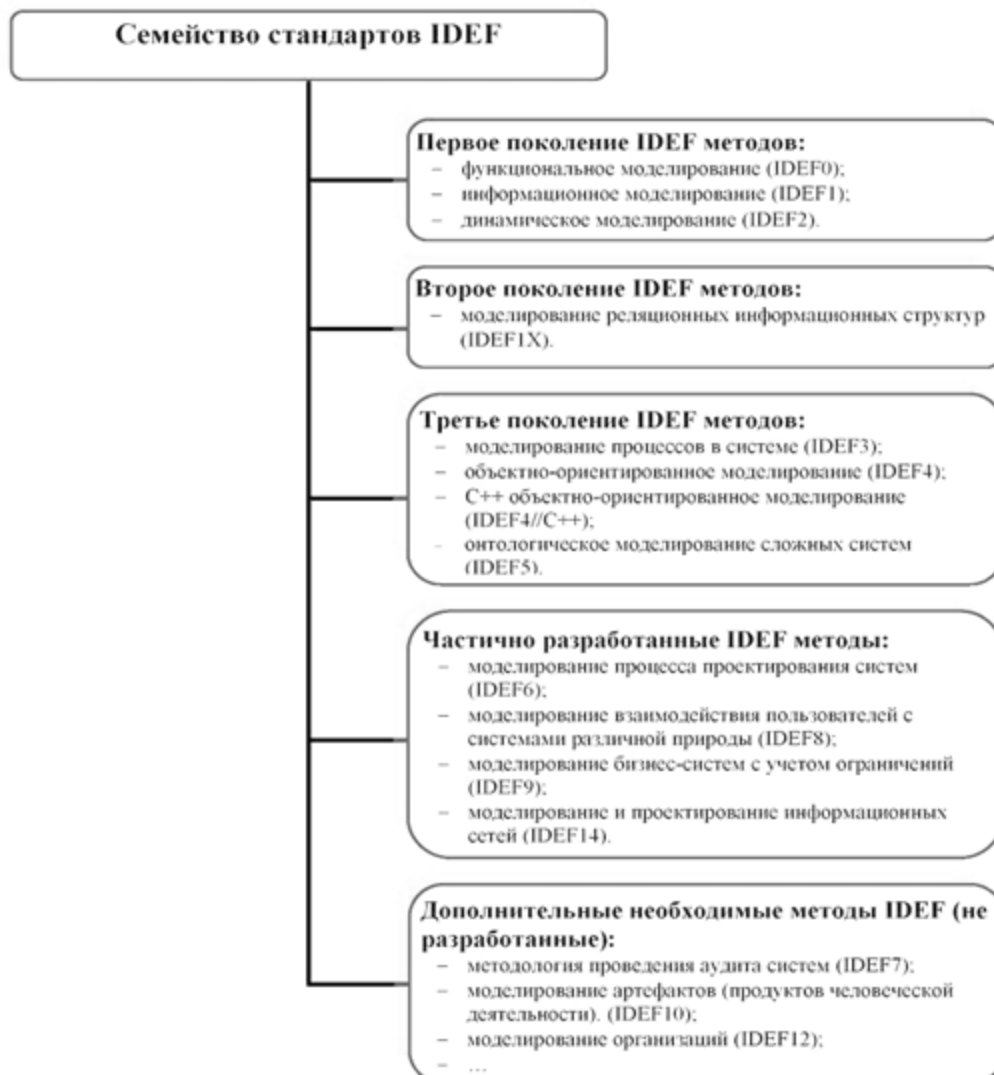 Семейство стандартов IDEF
Первое поколение IDEF методов:
– функциональное моделирование (IDEF0);
– информационное моделирование (IDEF1);
– динамическое моделирование (IDEF2).
Второе поколение IDEF методов:
– моделирование реляционных информационных структур
(IDEF1X).
Третье поколение IDEF методов:
– моделирование процессов в системе (IDEF3);
– объектно-ориентированное моделирование (IDEF4);
– C++ объектно-ориентированное моделирование
(IDEF4//C++);
– онтологическое моделирование сложных систем
(IDEF5).
Частично разработанные IDEF методы:
– моделирование процесса проектирования систем
(IDEF6);
– моделирование взаимодействия пользователей с
системами различной природы (IDEF8);
– моделирование бизнес-систем с учетом ограничений
(IDEF9);
– моделирование и проектирование информационных
сетей (IDEF14).
Дополнительные необходимые методы IDEF (не
разработанные):
– методология проведения аудита систем (IDEF7);
– моделирование артефактов (продуктов человеческой
деятельности). (IDEF10);
– моделирование организаций (IDEF12);
– …